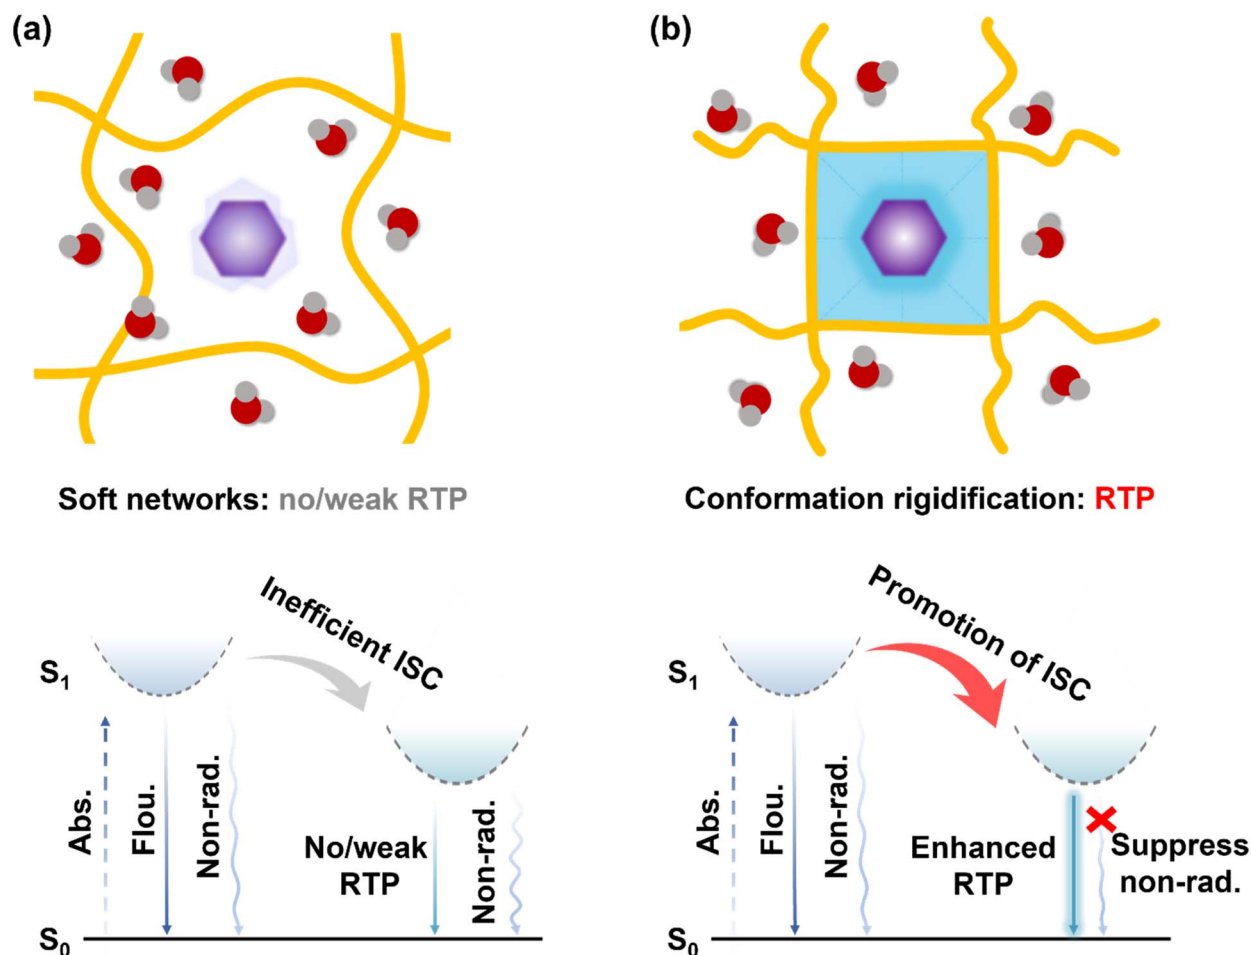 (a)
(b)
Soft networks: no/weak RTP
Conformation rigidification: RTP
Inefficient ISC
S1
Abs.
Flou.
Non-rad.
No/weak
RTP
Non-rad.
S0
Promotion of ISC
S1
Abs.
Flou.
Non-rad.
Enhanced
RTP
Suppress
non-rad.
S0